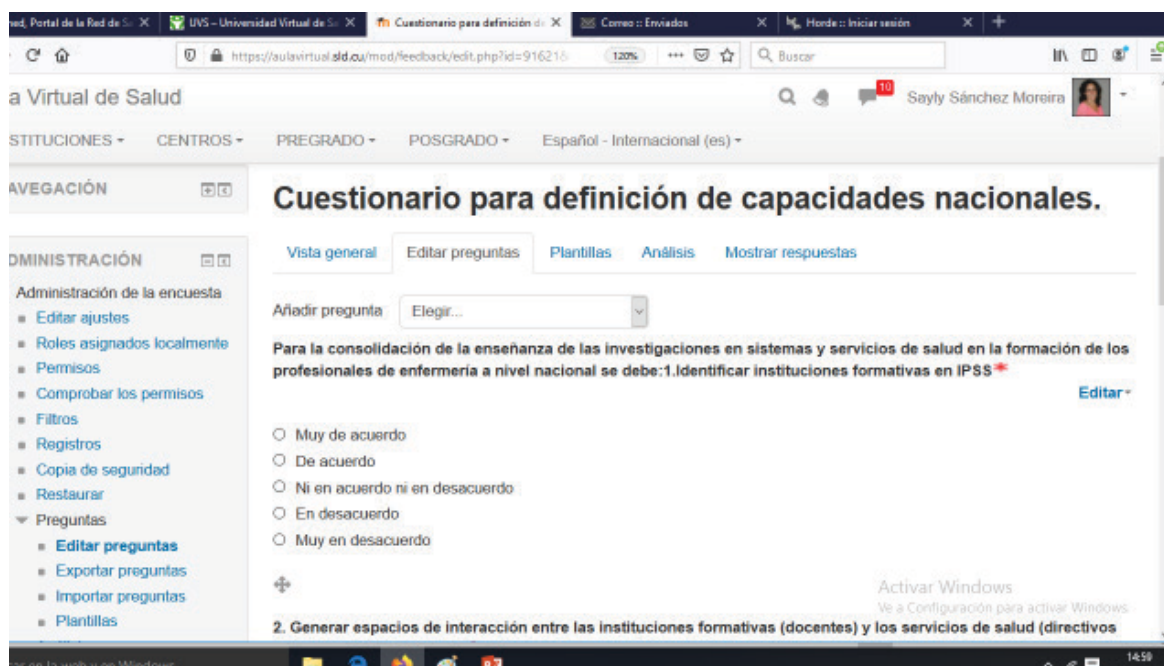 ned, Portal de la Red de S
UVS – Universidad Virtual de S
Cuestionario para definición d
Correo :: Enviados
Horde :: Iniciar sesión
https://aulavirtual.sld.cu/mod/feedback/edit.php?id=91621
120%
Buscar
a Virtual de Salud
10
Sayly Sánchez Moreira
STITUCIONES
CENTROS
PREGRADO
POSGRADO
Español - Internacional (es)
AVEGACIÓN
DMINISTRACIÓN
Administración de la encuesta
Editar ajustes
Roles asignados localmente
Permisos
Comprobar los permisos
Filtros
Registros
Copia de seguridad
Restaurar
Preguntas
Editar preguntas
Exportar preguntas
Importar preguntas
Plantillas
Cuestionario para definición de capacidades nacionales.
Vista general Editar preguntas Plantillas Análisis Mostrar respuestas
Añadir pregunta Elegir...
Para la consolidación de la enseñanza de las investigaciones en sistemas y servicios de salud en la formación de los
profesionales de enfermería a nivel nacional se debe:1.Identificar instituciones formativas en IPSS*
Editar
Muy de acuerdo
De acuerdo
Ni en acuerdo ni en desacuerdo
En desacuerdo
Muy en desacuerdo
Activar Windows
Ve a Configuración para activar Windows.
2. Generar espacios de interacción entre las instituciones formativas (docentes) y los servicios de salud (directivos
ar en la web y en Windows
14:59